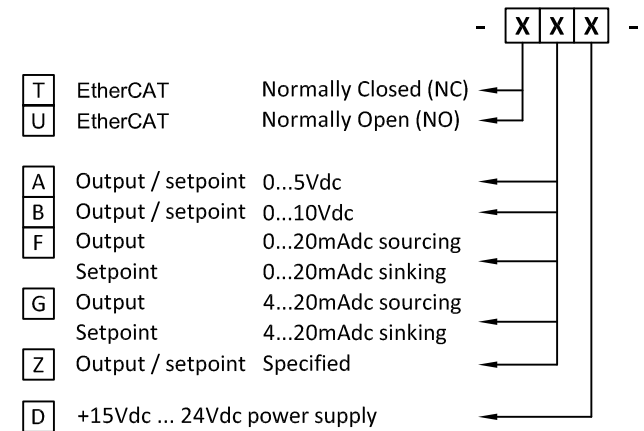 - X X X -
T EtherCAT Normally Closed (NC)
U EtherCAT Normally Open (NO)
A Output / setpoint 0...5Vdc
B Output / setpoint 0...10Vdc
F Output 0...20mAdc sourcing
Setpoint 0...20mAdc sinking
G Output 4...20mAdc sourcing
Setpoint 4...20mAdc sinking
Z Output / setpoint Specified
D +15Vdc ... 24Vdc power supply